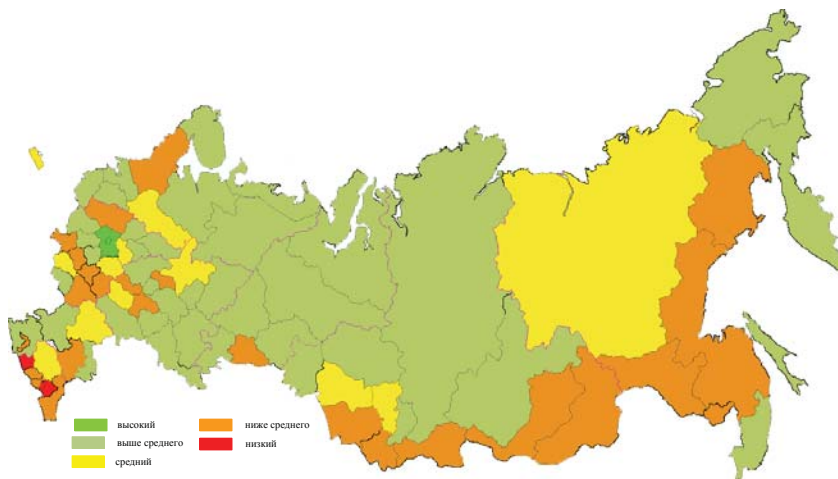 высокий
выше среднего
средний
ниже среднего
низкий